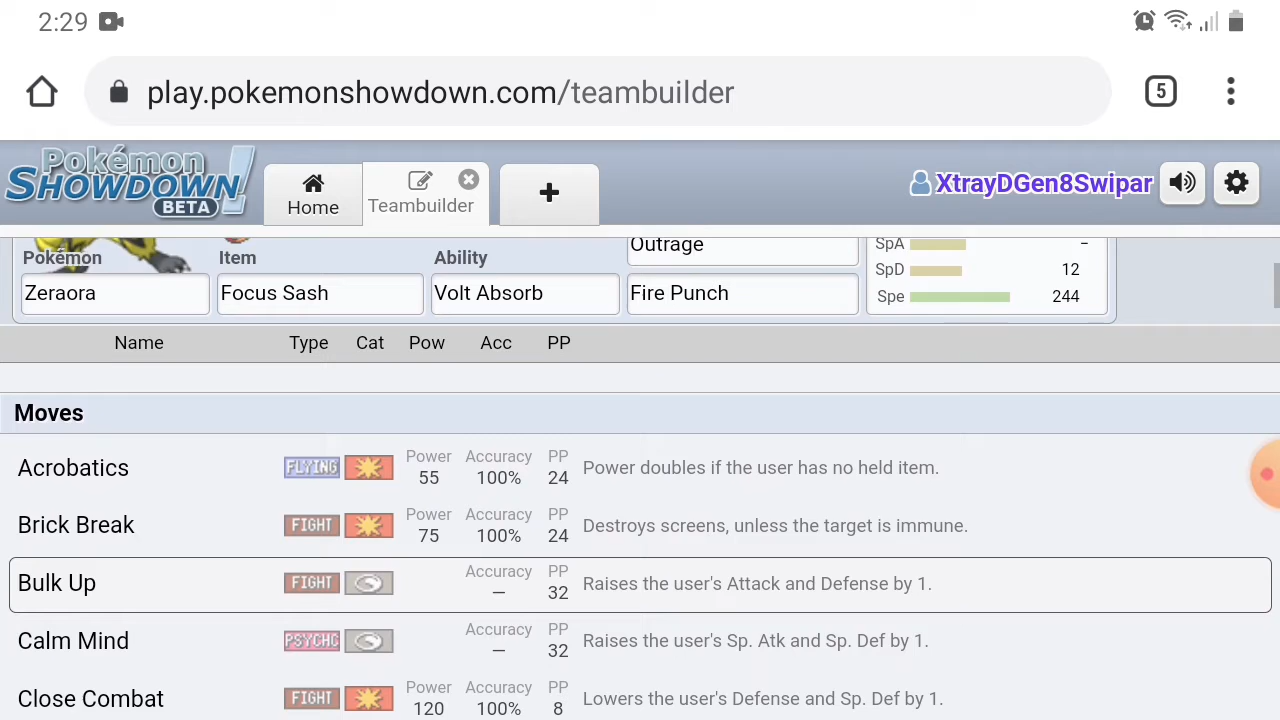 2:29
play.pokemonshowdown.com/teambuilder
5
Pokémon
SHOWDOWN!
BETA
Home
Teambuilder
+
XtrayDGen8Swipar
Pokémon
Item
Ability
Outrage
SpA –
Zeraora
Focus Sash
Volt Absorb
Fire Punch
SpD 12
Spe 244
Name Type Cat Pow Acc PP
Moves
Acrobatics FLYING Power 55 Accuracy 100% PP 24 Power doubles if the user has no held item.
Brick Break FIGHT Power 75 Accuracy 100% PP 24 Destroys screens, unless the target is immune.
Bulk Up FIGHT Accuracy — PP 32 Raises the user's Attack and Defense by 1.
Calm Mind PSYCHC Accuracy — PP 32 Raises the user's Sp. Atk and Sp. Def by 1.
Close Combat FIGHT Power 120 Accuracy 100% PP 8 Lowers the user's Defense and Sp. Def by 1.